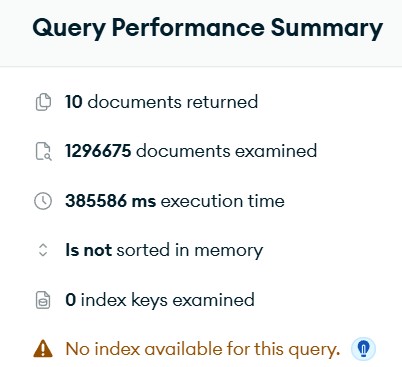 Query Performance Summary
10 documents returned
1296675 documents examined
385586 ms execution time
Is not sorted in memory
0 index keys examined
No index available for this query.